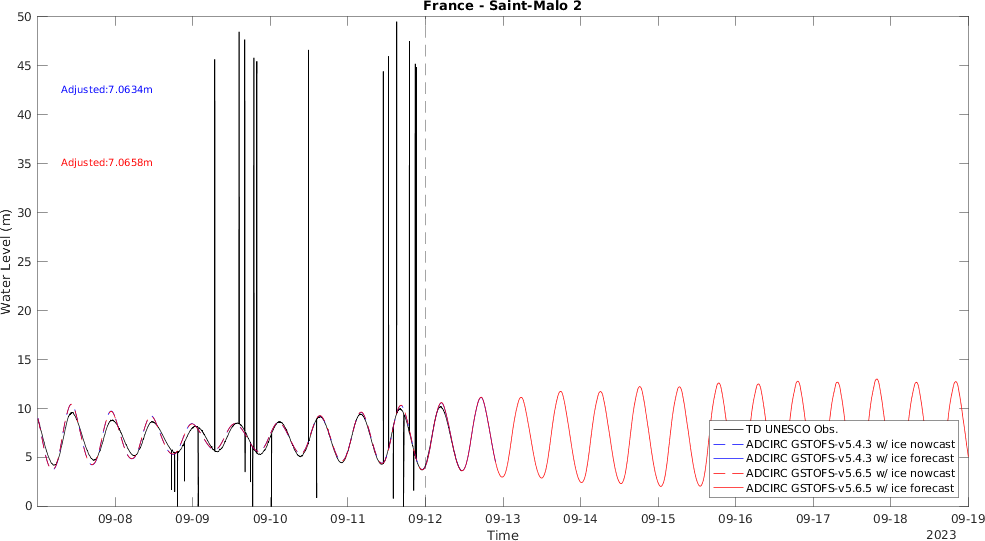 France - Saint-Malo 2
50
45
40
35
30
25
20
15
10
5
0
Water Level (m)
Adjusted:7.0634m
Adjusted:7.0658m
TD UNESCO Obs.
ADCIRC GSTOFS-v5.4.3 w/ ice nowcast
ADCIRC GSTOFS-v5.4.3 w/ ice forecast
ADCIRC GSTOFS-v5.6.5 w/ ice nowcast
ADCIRC GSTOFS-v5.6.5 w/ ice forecast
09-08 09-09 09-10 09-11 09-12 09-13 09-14 09-15 09-16 09-17 09-18 09-19
Time
2023